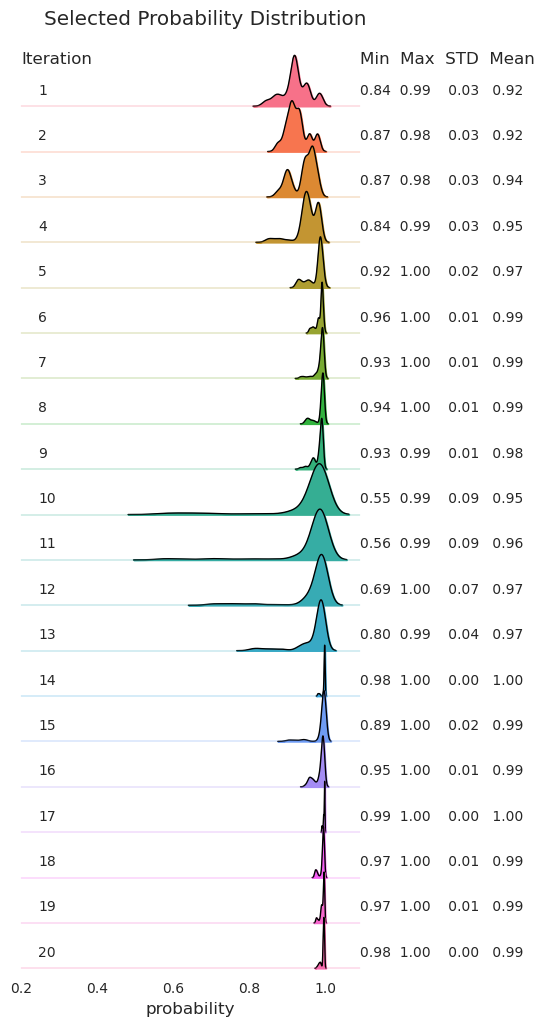 Selected Probability Distribution
Iteration Min Max STD Mean
1 0.84 0.99 0.03 0.92
2 0.87 0.98 0.03 0.92
3 0.87 0.98 0.03 0.94
4 0.84 0.99 0.03 0.95
5 0.92 1.00 0.02 0.97
6 0.96 1.00 0.01 0.99
7 0.93 1.00 0.01 0.99
8 0.94 1.00 0.01 0.99
9 0.93 0.99 0.01 0.98
10 0.55 0.99 0.09 0.95
11 0.56 0.99 0.09 0.96
12 0.69 1.00 0.07 0.97
13 0.80 0.99 0.04 0.97
14 0.98 1.00 0.00 1.00
15 0.89 1.00 0.02 0.99
16 0.95 1.00 0.01 0.99
17 0.99 1.00 0.00 1.00
18 0.97 1.00 0.01 0.99
19 0.97 1.00 0.01 0.99
20 0.98 1.00 0.00 0.99
0.2 0.4 0.6 0.8 1.0
probability